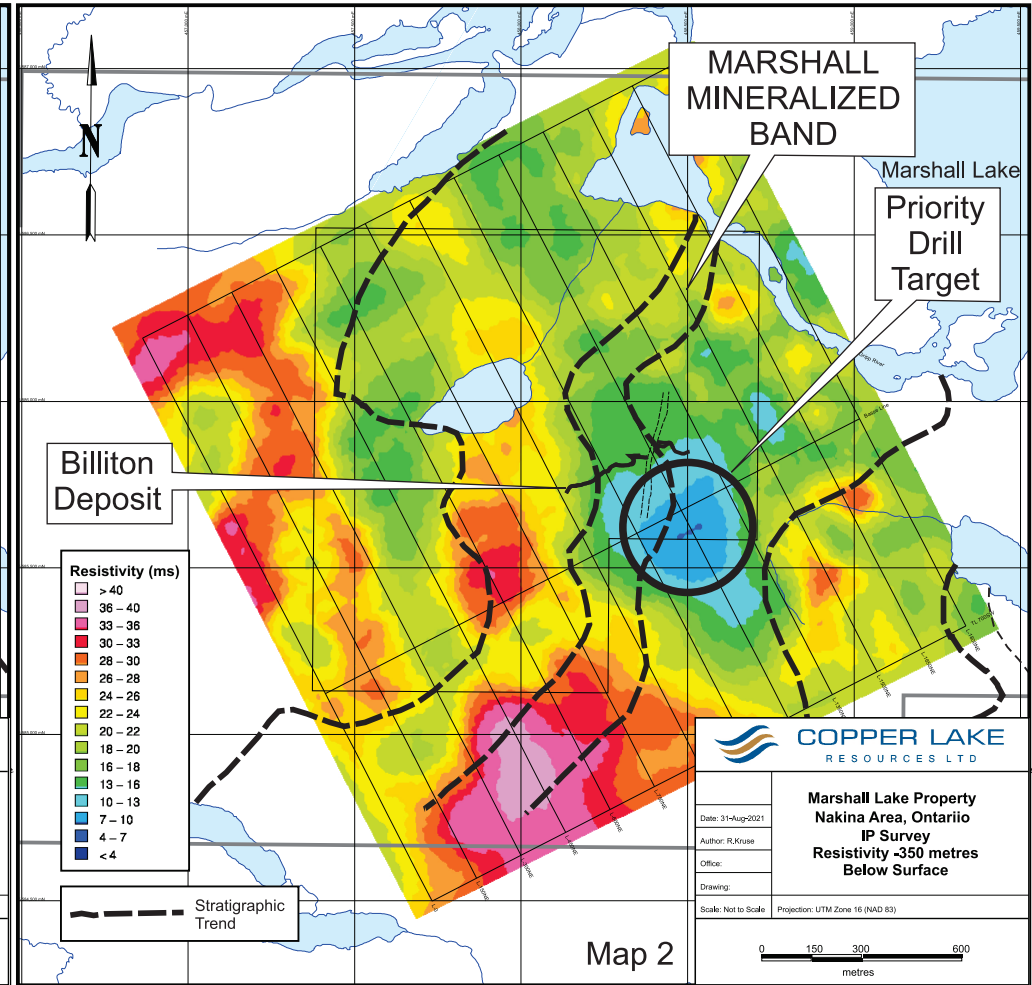 N
MARSHALL
MINERALIZED
BAND
Marshall Lake
Priority
Drill
Target
Billiton
Deposit
Base Line
Resistivity (ms)
> 40
36 – 40
33 – 36
30 – 33
28 – 30
26 – 28
24 – 26
22 – 24
20 – 22
18 – 20
16 – 18
13 – 16
10 – 13
7 – 10
4 – 7
< 4
Stratigraphic
Trend
Map 2
COPPER LAKE
RESOURCES LTD
Marshall Lake Property
Nakina Area, Ontariio
IP Survey
Resistivity -350 metres
Below Surface
Date: 31-Aug-2021
Author: R.Kruse
Office:
Drawing:
Scale: Not to Scale
Projection: UTM Zone 16 (NAD 83)
0 150 300 600
metres